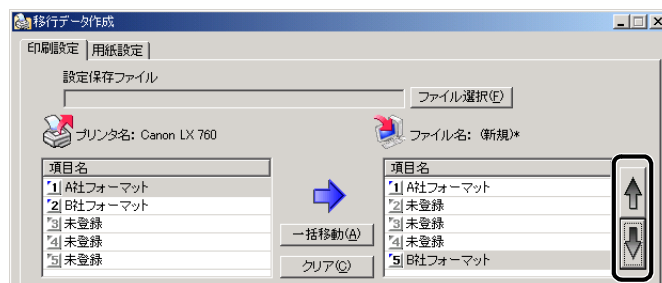 移行データ作成
印刷設定 用紙設定
設定保存ファイル
ファイル選択(F)
プリンタ名: Canon LX 760
ファイル名: (新規)*
項目名
1 A社フォーマット
2 B社フォーマット
3 未登録
4 未登録
5 未登録
一括移動(A)
クリア(C)
項目名
1 A社フォーマット
2 未登録
3 未登録
4 未登録
5 B社フォーマット